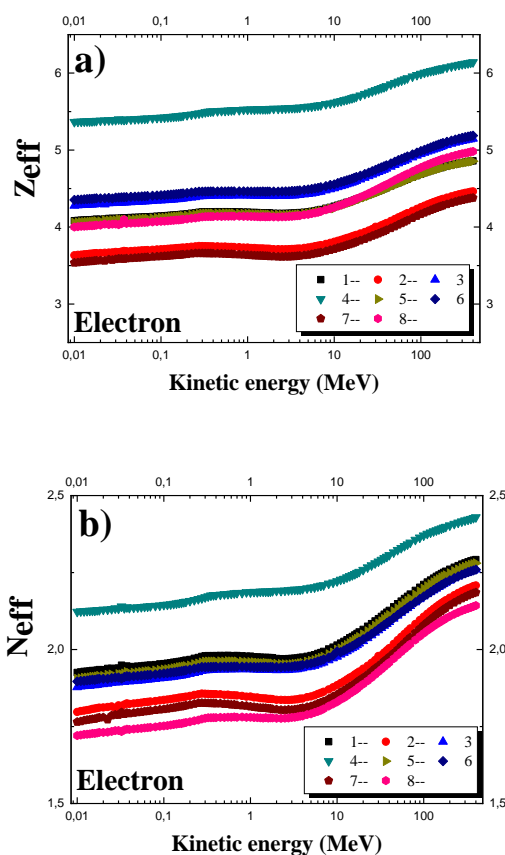 0,01 0,1 1 10 100
a)
6 6
5 5
4 4
3 3
Zeff
1-- 2-- 3
4-- 5-- 6
7-- 8--
Electron
0,01 0,1 1 10 100
Kinetic energy (MeV)
0,01 0,1 1 10 100
2,5 2,5
b)
2,0 2,0
1,5 1,5
Neff
1-- 2-- 3
4-- 5-- 6
7-- 8--
Electron
0,01 0,1 1 10 100
Kinetic energy (MeV)